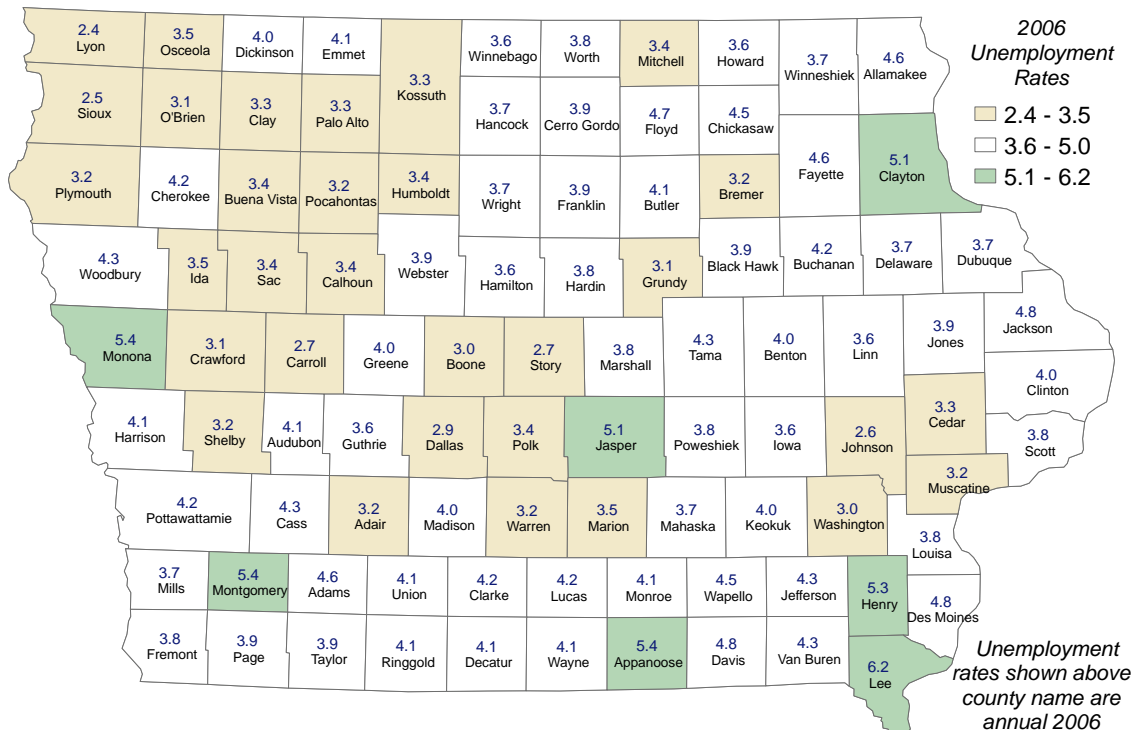 2006
Unemployment
Rates
2.4 - 3.5
3.6 - 5.0
5.1 - 6.2
2.4
Lyon
3.5
Osceola
4.0
Dickinson
4.1
Emmet
3.3
Kossuth
3.6
Winnebago
3.8
Worth
3.4
Mitchell
3.6
Howard
3.7
Winneshiek
4.6
Allamakee
2.5
Sioux
3.1
O'Brien
3.3
Clay
3.3
Palo Alto
3.7
Hancock
3.9
Cerro Gordo
4.7
Floyd
4.5
Chickasaw
4.6
Fayette
5.1
Clayton
3.2
Plymouth
4.2
Cherokee
3.4
Buena Vista
3.2
Pocahontas
3.4
Humboldt
3.7
Wright
3.9
Franklin
4.1
Butler
3.2
Bremer
4.3
Woodbury
3.5
Ida
3.4
Sac
3.4
Calhoun
3.9
Webster
3.6
Hamilton
3.8
Hardin
3.1
Grundy
3.9
Black Hawk
4.2
Buchanan
3.7
Delaware
3.7
Dubuque
5.4
Monona
3.1
Crawford
2.7
Carroll
4.0
Greene
3.0
Boone
2.7
Story
3.8
Marshall
4.3
Tama
4.0
Benton
3.6
Linn
3.9
Jones
4.8
Jackson
4.0
Clinton
4.1
Harrison
3.2
Shelby
4.1
Audubon
3.6
Guthrie
2.9
Dallas
3.4
Polk
5.1
Jasper
3.8
Poweshiek
3.6
Iowa
2.6
Johnson
3.3
Cedar
3.8
Scott
3.2
Muscatine
4.2
Pottawattamie
4.3
Cass
3.2
Adair
4.0
Madison
3.2
Warren
3.5
Marion
3.7
Mahaska
4.0
Keokuk
3.0
Washington
3.8
Louisa
3.7
Mills
5.4
Montgomery
4.6
Adams
4.1
Union
4.2
Clarke
4.2
Lucas
4.1
Monroe
4.5
Wapello
4.3
Jefferson
5.3
Henry
4.8
Des Moines
3.8
Fremont
3.9
Page
3.9
Taylor
4.1
Ringgold
4.1
Decatur
4.1
Wayne
5.4
Appanoose
4.8
Davis
4.3
Van Buren
6.2
Lee
Unemployment
rates shown above
county name are
annual 2006